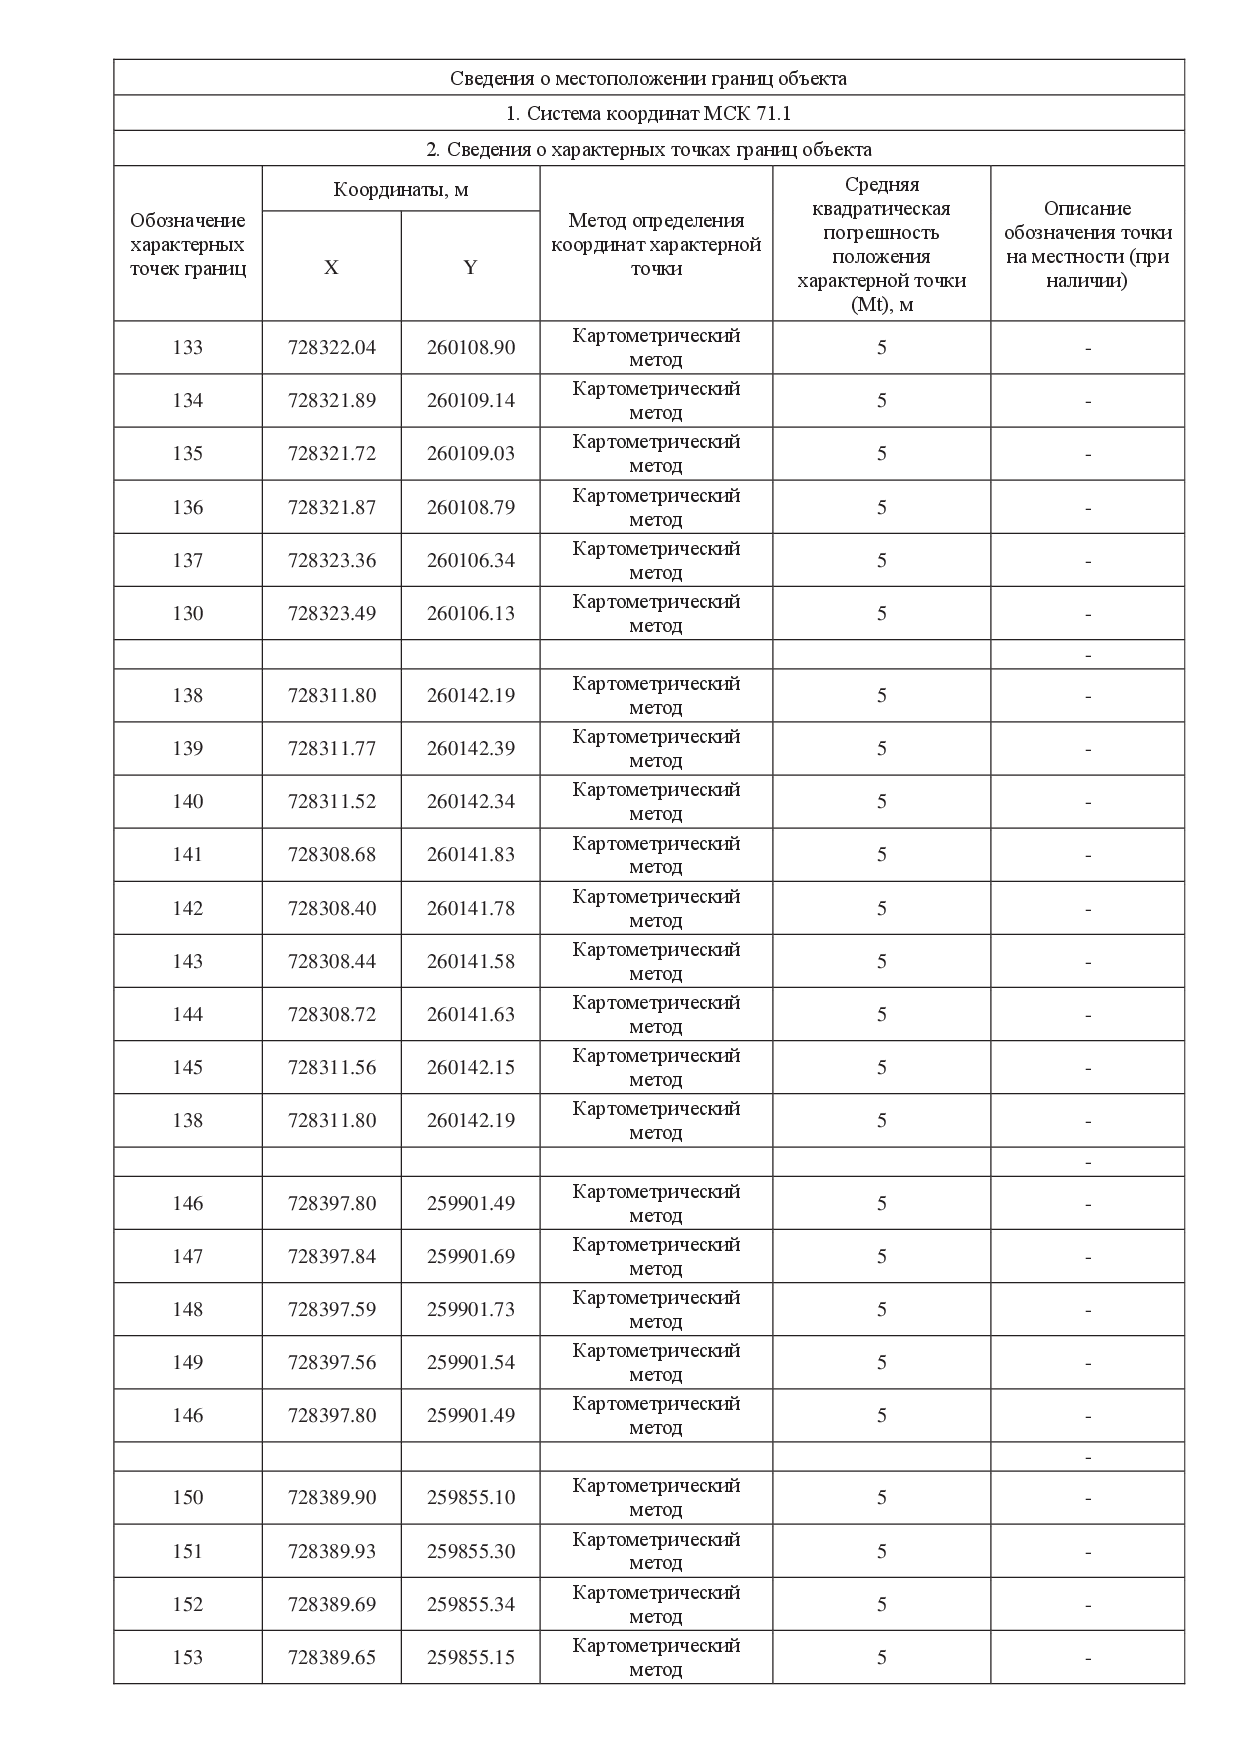 Сведения о местоположении границ объекта
1. Система координат МСК 71.1
2. Сведения о характерных точках границ объекта
Обозначение
характерных
точек границ
Координаты, м
X
Y
Метод определения
координат характерной
точки
Средняя
квадратическая
погрешность
положения
характерной точки
(Mt), м
Описание
обозначения точки
на местности (при
наличии)
133 728322.04 260108.90 Картометрический
метод 5 -
134 728321.89 260109.14 Картометрический
метод 5 -
135 728321.72 260109.03 Картометрический
метод 5 -
136 728321.87 260108.79 Картометрический
метод 5 -
137 728323.36 260106.34 Картометрический
метод 5 -
130 728323.49 260106.13 Картометрический
метод 5 -
-
138 728311.80 260142.19 Картометрический
метод 5 -
139 728311.77 260142.39 Картометрический
метод 5 -
140 728311.52 260142.34 Картометрический
метод 5 -
141 728308.68 260141.83 Картометрический
метод 5 -
142 728308.40 260141.78 Картометрический
метод 5 -
143 728308.44 260141.58 Картометрический
метод 5 -
144 728308.72 260141.63 Картометрический
метод 5 -
145 728311.56 260142.15 Картометрический
метод 5 -
138 728311.80 260142.19 Картометрический
метод 5 -
-
146 728397.80 259901.49 Картометрический
метод 5 -
147 728397.84 259901.69 Картометрический
метод 5 -
148 728397.59 259901.73 Картометрический
метод 5 -
149 728397.56 259901.54 Картометрический
метод 5 -
146 728397.80 259901.49 Картометрический
метод 5 -
-
150 728389.90 259855.10 Картометрический
метод 5 -
151 728389.93 259855.30 Картометрический
метод 5 -
152 728389.69 259855.34 Картометрический
метод 5 -
153 728389.65 259855.15 Картометрический
метод 5 -